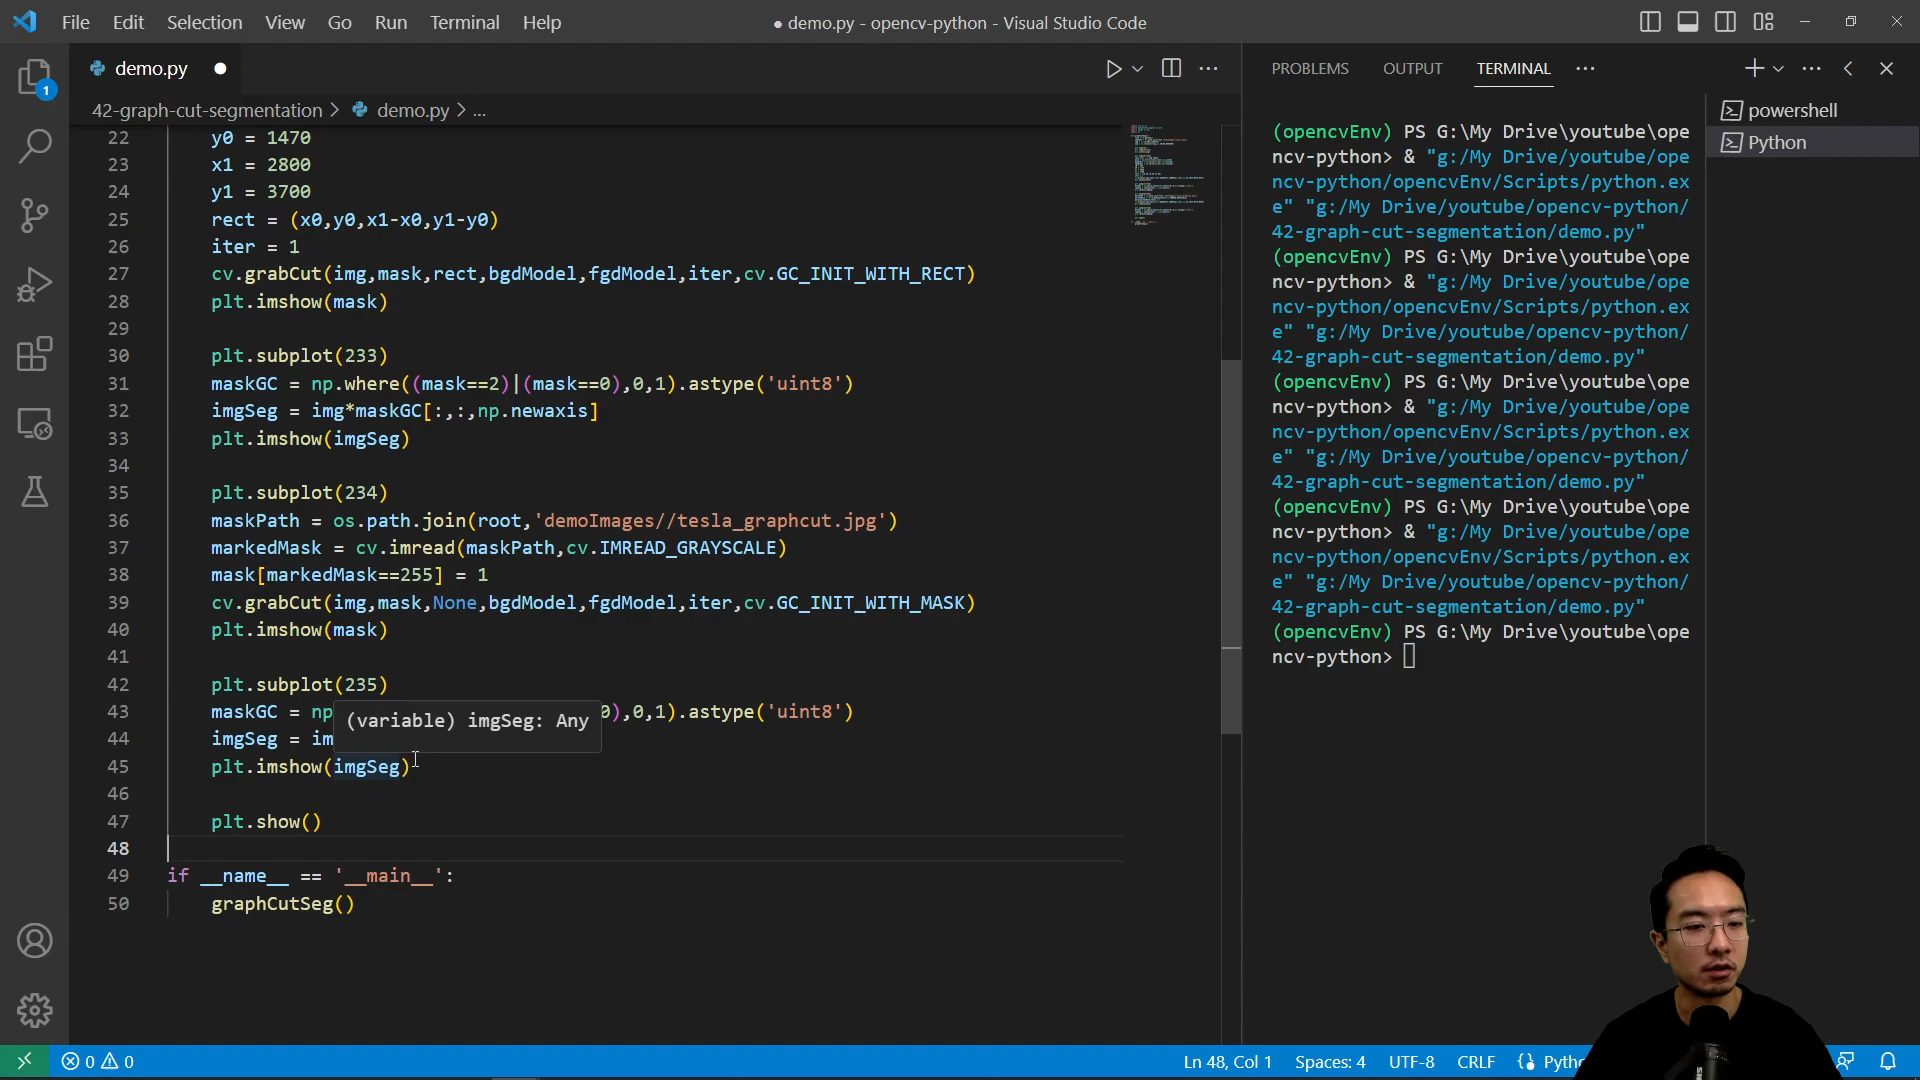 File Edit Selection View Go Run Terminal Help
● demo.py - opencv-python - Visual Studio Code
demo.py
PROBLEMS OUTPUT TERMINAL
1
42-graph-cut-segmentation > demo.py > ...
22 y0 = 1470
23 x1 = 2800
24 y1 = 3700
25 rect = (x0,y0,x1-x0,y1-y0)
26 iter = 1
27 cv.grabCut(img,mask,rect,bgdModel,fgdModel,iter,cv.GC_INIT_WITH_RECT)
28 plt.imshow(mask)
29
30 plt.subplot(233)
31 maskGC = np.where((mask==2)|(mask==0),0,1).astype('uint8')
32 imgSeg = img*maskGC[:,:,np.newaxis]
33 plt.imshow(imgSeg)
34
35 plt.subplot(234)
36 maskPath = os.path.join(root,'demoImages//tesla_graphcut.jpg')
37 markedMask = cv.imread(maskPath,cv.IMREAD_GRAYSCALE)
38 mask[markedMask==255] = 1
39 cv.grabCut(img,mask,None,bgdModel,fgdModel,iter,cv.GC_INIT_WITH_MASK)
40 plt.imshow(mask)
41
42 plt.subplot(235)
43 maskGC = np 0),0,1).astype('uint8')
(variable) imgSeg: Any
44 imgSeg = im
45 plt.imshow(imgSeg)
46
47 plt.show()
48
49 if __name__ == '__main__':
50 graphCutSeg()
(opencvEnv) PS G:\My Drive\youtube\ope
ncv-python> & "g:/My Drive/youtube/ope
ncv-python/opencvEnv/Scripts/python.ex
e" "g:/My Drive/youtube/opencv-python/
42-graph-cut-segmentation/demo.py"
(opencvEnv) PS G:\My Drive\youtube\ope
ncv-python> & "g:/My Drive/youtube/ope
ncv-python/opencvEnv/Scripts/python.ex
e" "g:/My Drive/youtube/opencv-python/
42-graph-cut-segmentation/demo.py"
(opencvEnv) PS G:\My Drive\youtube\ope
ncv-python> & "g:/My Drive/youtube/ope
ncv-python/opencvEnv/Scripts/python.ex
e" "g:/My Drive/youtube/opencv-python/
42-graph-cut-segmentation/demo.py"
(opencvEnv) PS G:\My Drive\youtube\ope
ncv-python> & "g:/My Drive/youtube/ope
ncv-python/opencvEnv/Scripts/python.ex
e" "g:/My Drive/youtube/opencv-python/
42-graph-cut-segmentation/demo.py"
(opencvEnv) PS G:\My Drive\youtube\ope
ncv-python>
powershell
Python
0 0 Ln 48, Col 1 Spaces: 4 UTF-8 CRLF Pytho